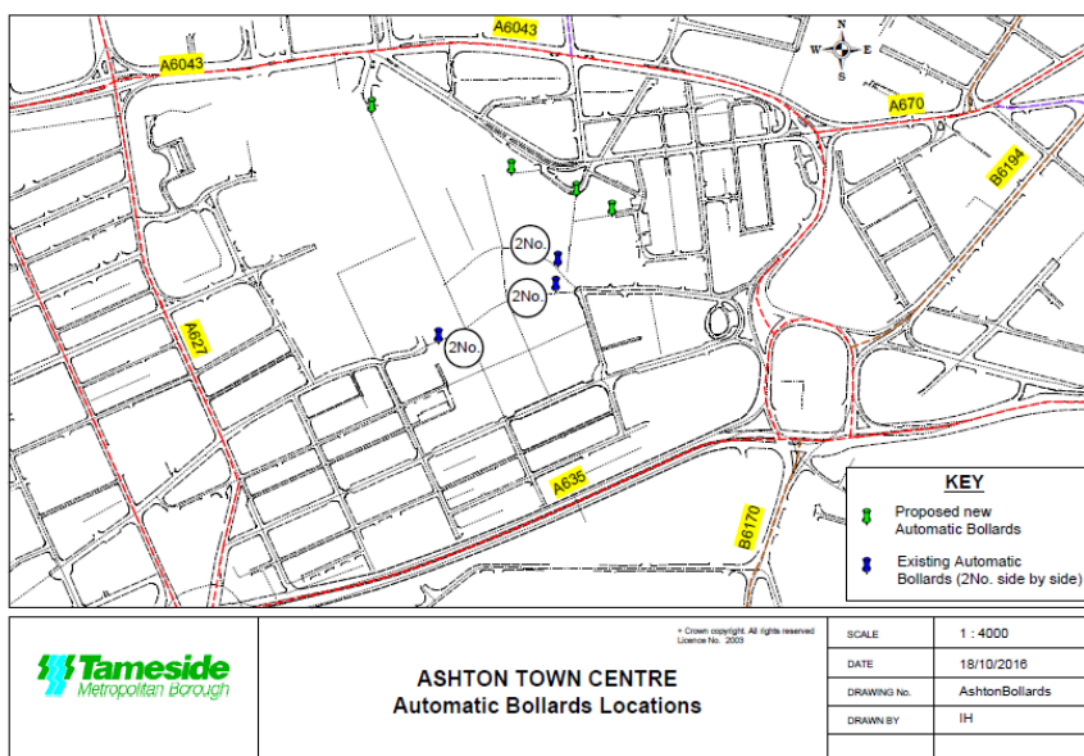 A6043
A6043
N
W E
S
A670
B6194
2No.
2No.
A627
2No.
A635
B6170
KEY
Proposed new
Automatic Bollards
Existing Automatic
Bollards (2No. side by side)
Tameside
Metropolitan Borough
+ Crown copyright. All rights reserved
Licence No. 2003
ASHTON TOWN CENTRE
Automatic Bollards Locations
SCALE 1 : 4000
DATE 18/10/2016
DRAWING No. AshtonBollards
DRAWN BY IH